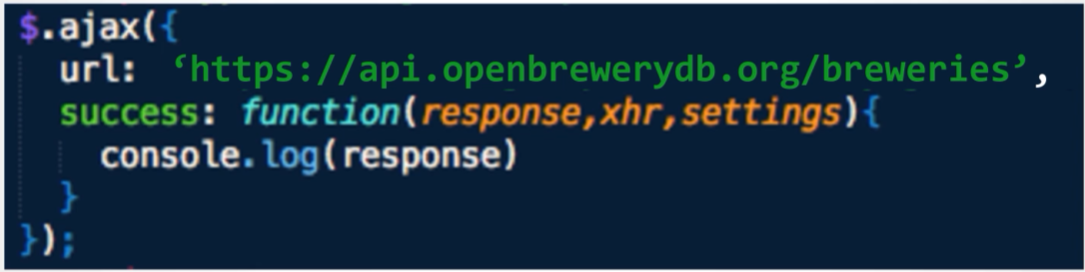 $.ajax({
url: ‘https://api.openbrewerydb.org/breweries’,
success: function(response,xhr,settings){
console.log(response)
}
});